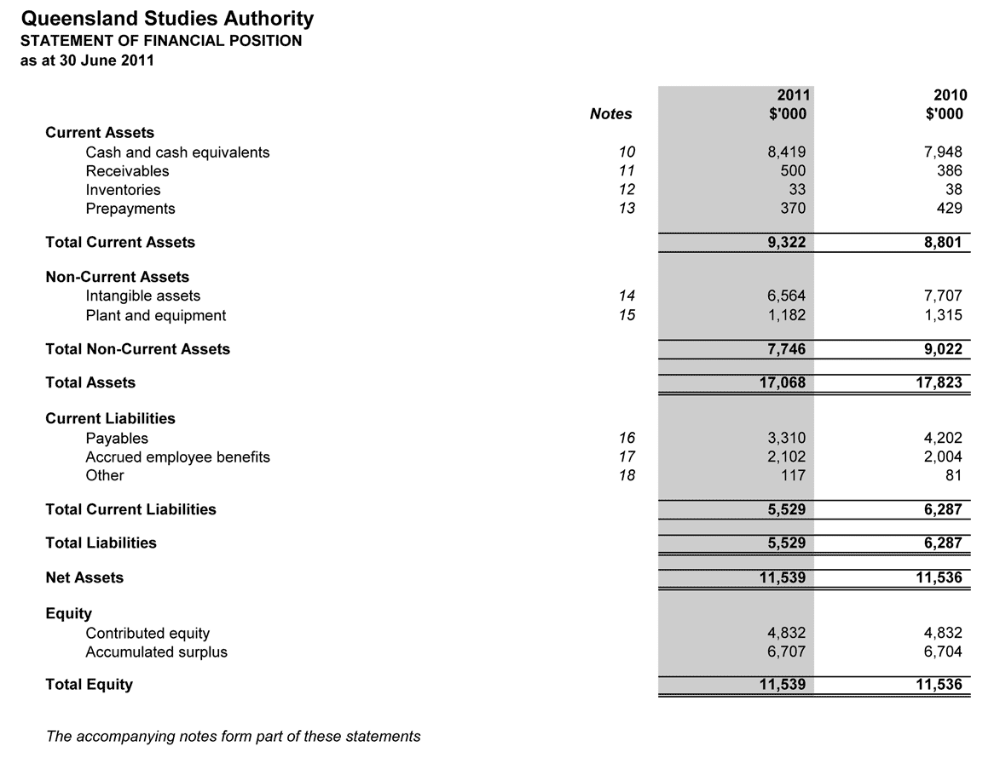 Queensland Studies Authority
STATEMENT OF FINANCIAL POSITION
as at 30 June 2011
2011 2010
Notes $'000 $'000
Current Assets
Cash and cash equivalents 10 8,419 7,948
Receivables 11 500 386
Inventories 12 33 38
Prepayments 13 370 429
Total Current Assets 9,322 8,801
Non-Current Assets
Intangible assets 14 6,564 7,707
Plant and equipment 15 1,182 1,315
Total Non-Current Assets 7,746 9,022
Total Assets 17,068 17,823
Current Liabilities
Payables 16 3,310 4,202
Accrued employee benefits 17 2,102 2,004
Other 18 117 81
Total Current Liabilities 5,529 6,287
Total Liabilities 5,529 6,287
Net Assets 11,539 11,536
Equity
Contributed equity 4,832 4,832
Accumulated surplus 6,707 6,704
Total Equity 11,539 11,536
The accompanying notes form part of these statements